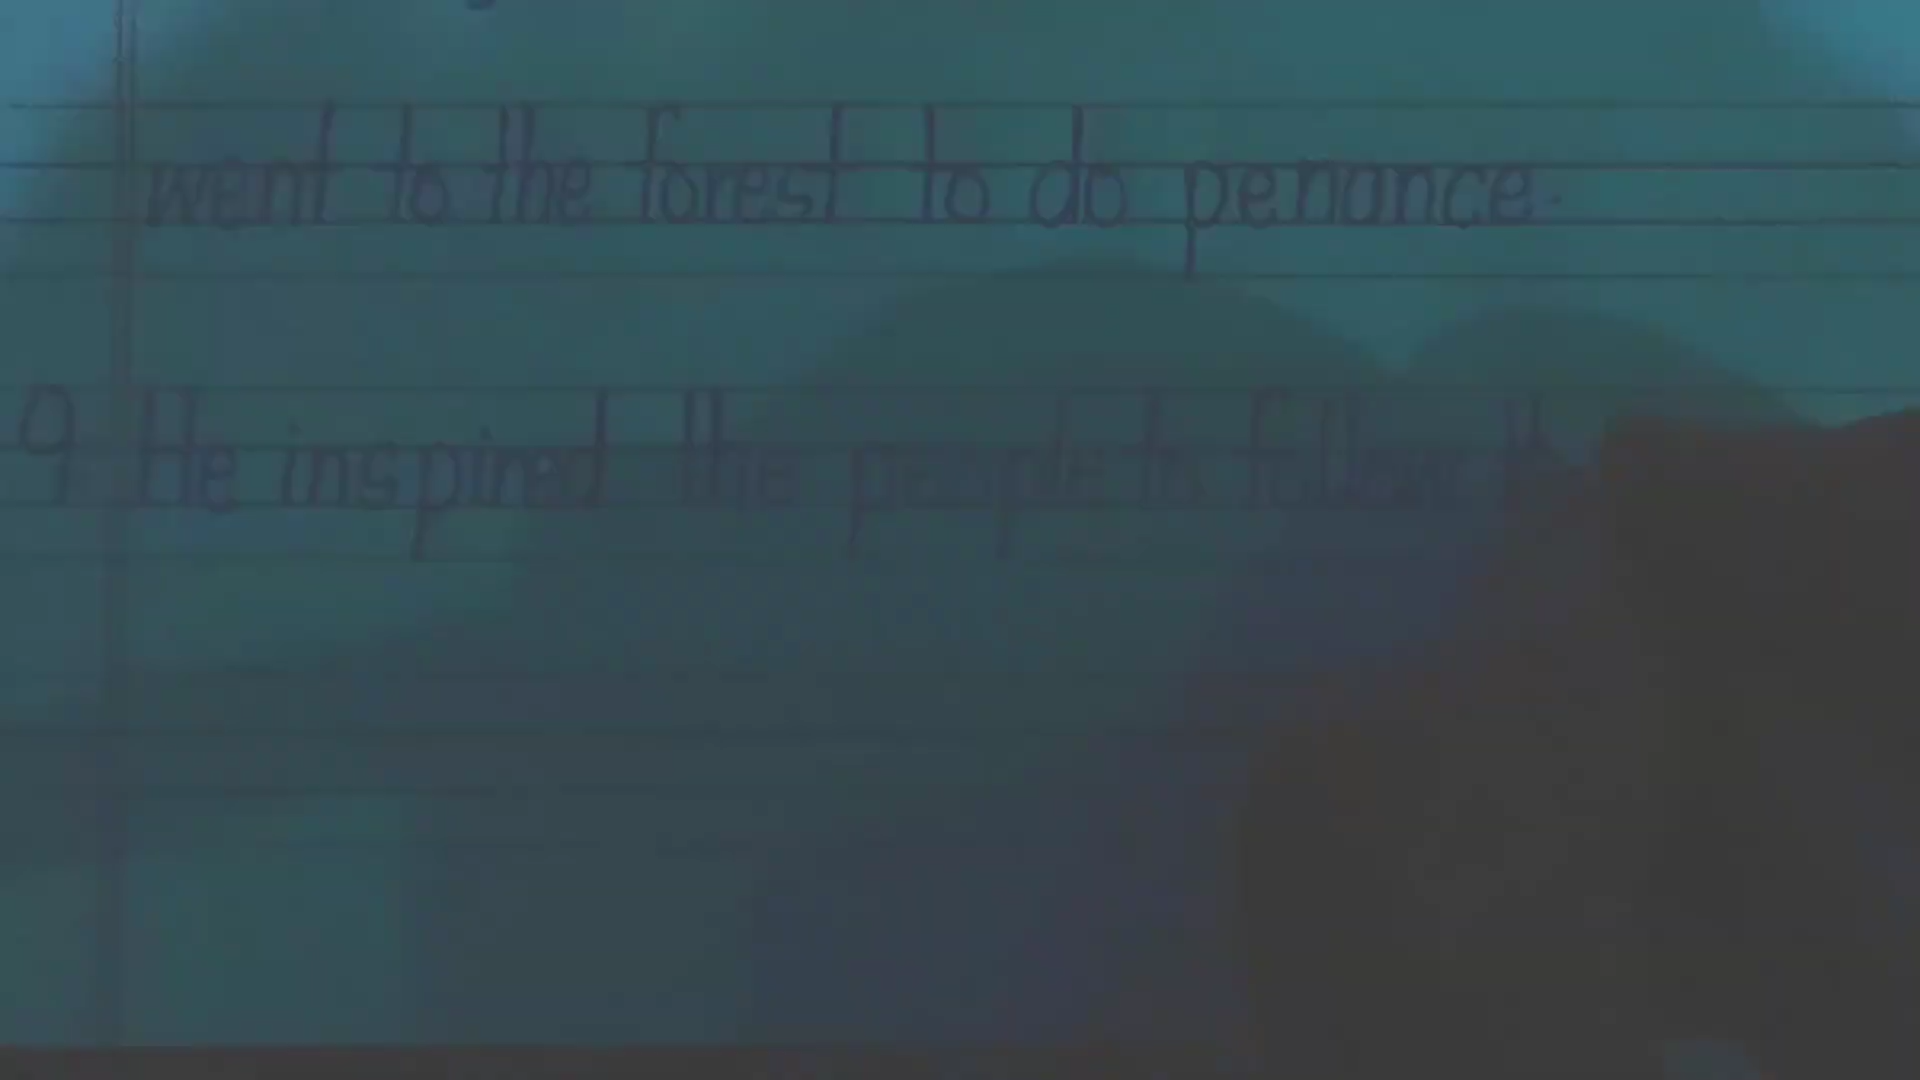 went to the forest to do penance.
9 He inspired the people to follow